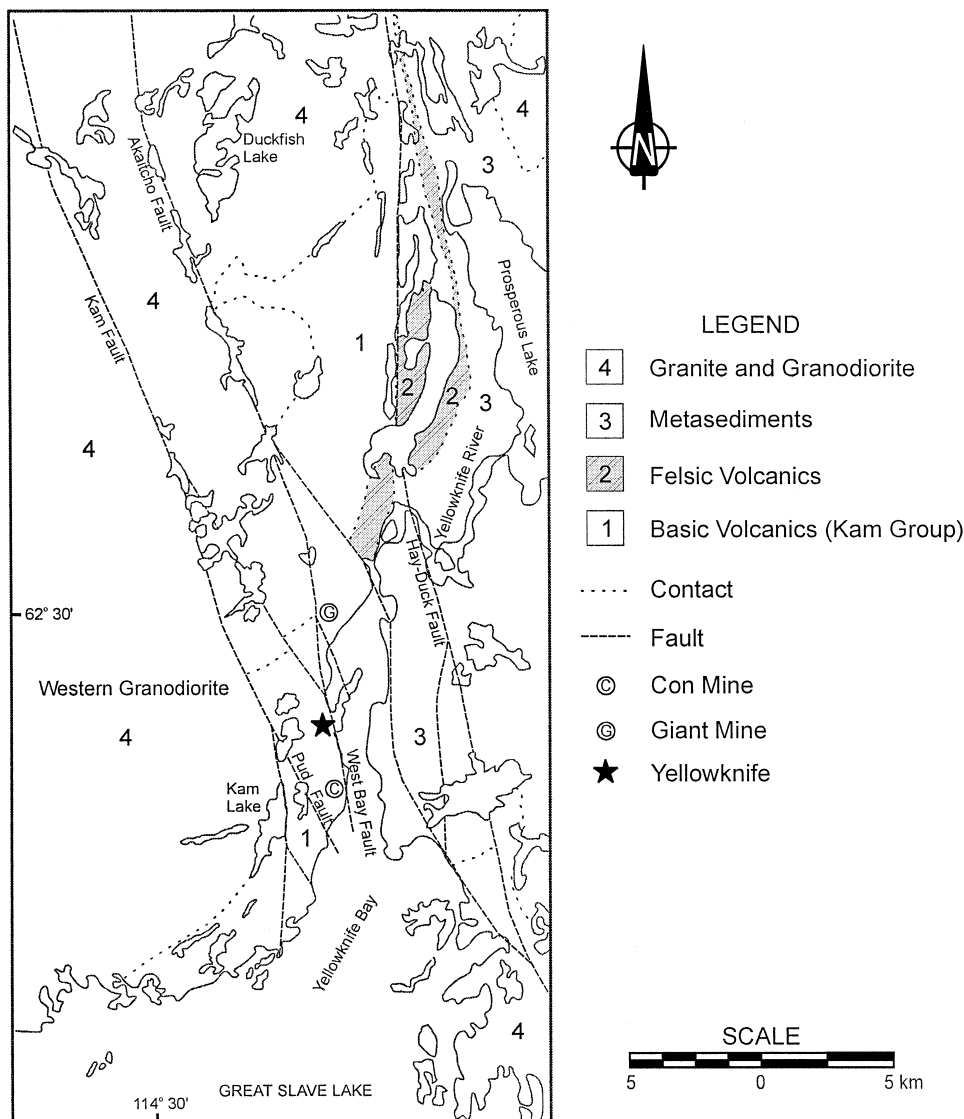 4
4
Duckfish
Lake
Akaitcho Fault
3
N
Prosperous Lake
4
Kam Fault
1
2
2
3
4
Yellowknife River
Hay-Duck Fault
62° 30'
G
Western Granodiorite
4
3
Pud Fault
West Bay Fault
Kam
Lake
C
1
Yellowknife Bay
4
GREAT SLAVE LAKE
114° 30'
LEGEND
4 Granite and Granodiorite
3 Metasediments
2 Felsic Volcanics
1 Basic Volcanics (Kam Group)
Contact
Fault
C Con Mine
G Giant Mine
Yellowknife
SCALE
5 0 5 km